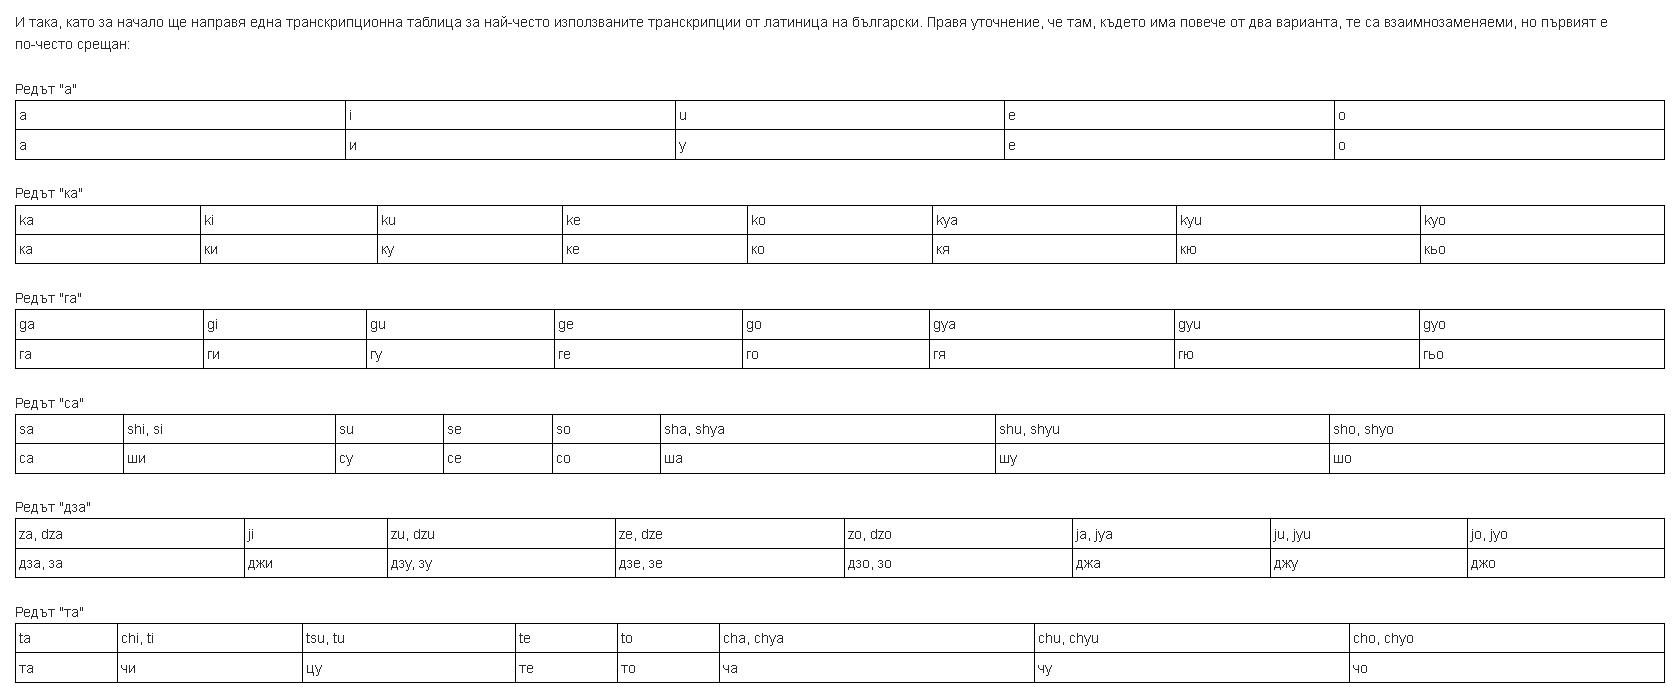 И така, като за начало ще направя една транскрипционна таблица за най-често използваните транскрипции от латиница на български. Правя уточнение, че там, където има повече от два варианта, те са взаимнозаменяеми, но първият е
по-често срещан:
Редът "а"
a i u e o
а и у е о
Редът "ка"
ka ki ku ke ko kya kyu kyo
ка ки ку ке ко кя кю кьо
Редът "га"
ga gi gu ge go gya gyu gyo
га ги гу ге го гя гю гьо
Редът "са"
sa shi, si su se so sha, shya shu, shyu sho, shyo
са ши су се со ша шу шо
Редът "дза"
za, dza ji zu, dzu ze, dze zo, dzo ja, jya ju, jyu jo, jyo
дза, за джи дзу, зу дзе, зе дзо, зо джа джу джо
Редът "та"
ta chi, ti tsu, tu te to cha, chya chu, chyu cho, chyo
та чи цу те то ча чу чо